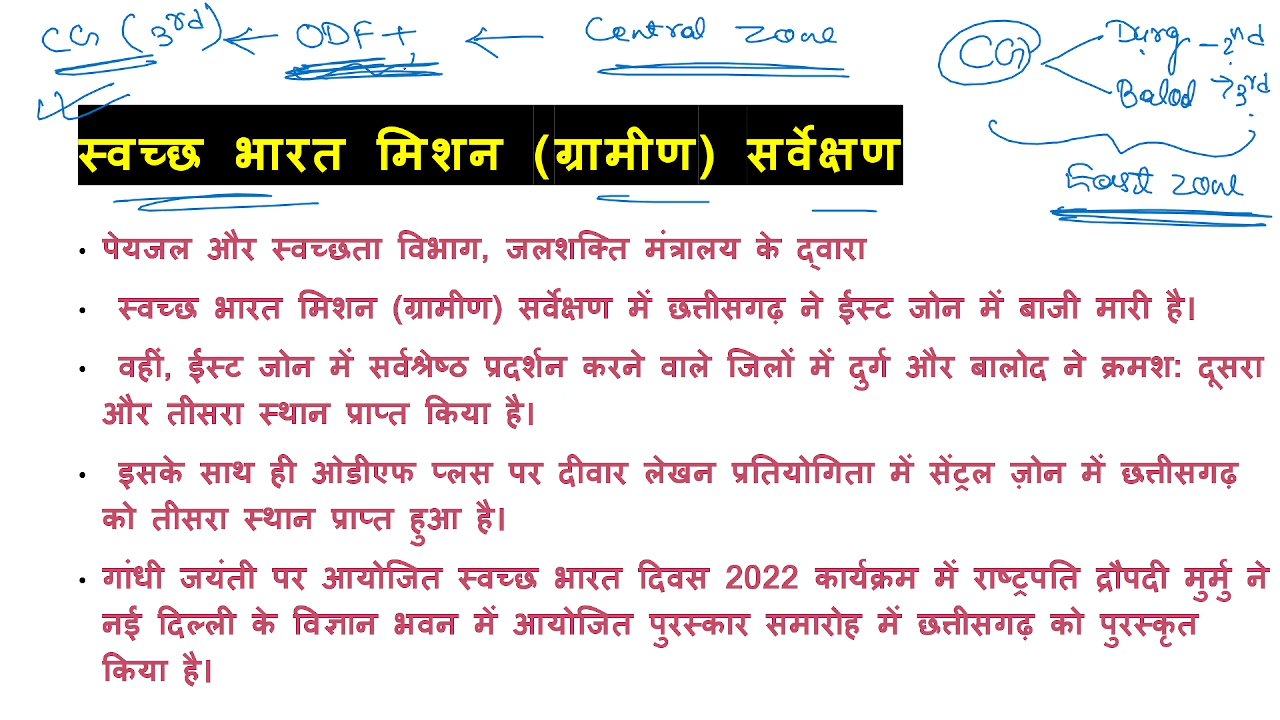 CG (3rd) ← ODF+ ← Central zone
CG Durg - 2nd
Balod → 3rd
East zone
स्वच्छ भारत मिशन (ग्रामीण) सर्वेक्षण
• पेयजल और स्वच्छता विभाग, जलशक्ति मंत्रालय के द्वारा
• स्वच्छ भारत मिशन (ग्रामीण) सर्वेक्षण में छत्तीसगढ़ ने ईस्ट जोन में बाजी मारी है।
• वहीं, ईस्ट जोन में सर्वश्रेष्ठ प्रदर्शन करने वाले जिलों में दुर्ग और बालोद ने क्रमश: दूसरा
और तीसरा स्थान प्राप्त किया है।
• इसके साथ ही ओडीएफ प्लस पर दीवार लेखन प्रतियोगिता में सेंट्रल ज़ोन में छत्तीसगढ़
को तीसरा स्थान प्राप्त हुआ है।
• गांधी जयंती पर आयोजित स्वच्छ भारत दिवस 2022 कार्यक्रम में राष्ट्रपति द्रौपदी मुर्मु ने
नई दिल्ली के विज्ञान भवन में आयोजित पुरस्कार समारोह में छत्तीसगढ़ को पुरस्कृत
किया है।